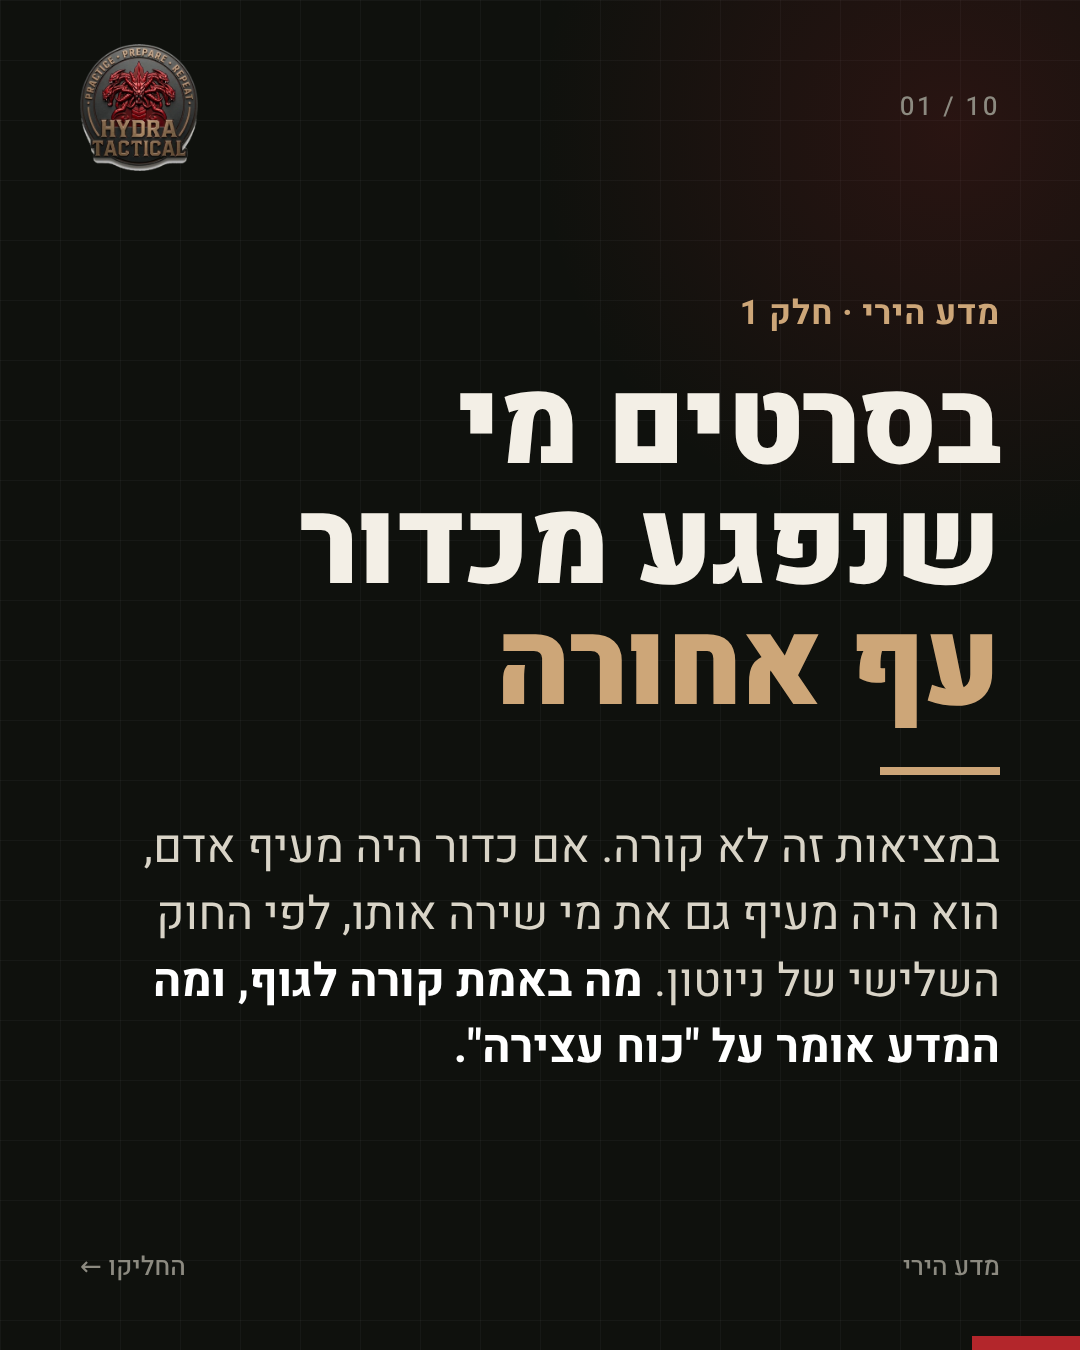 PRACTICE · PREPARE · REPEAT
HYDRA
TACTICAL
01 / 10
מדע הירי · חלק 1
בסרטים מי
שנפגע מכדור
עף אחורה
במציאות זה לא קורה. אם כדור היה מעיף אדם,
הוא היה מעיף גם את מי שירה אותו, לפי החוק
השלישי של ניוטון. מה באמת קורה לגוף, ומה
המדע אומר על "כוח עצירה".
מדע הירי
החליקו ←